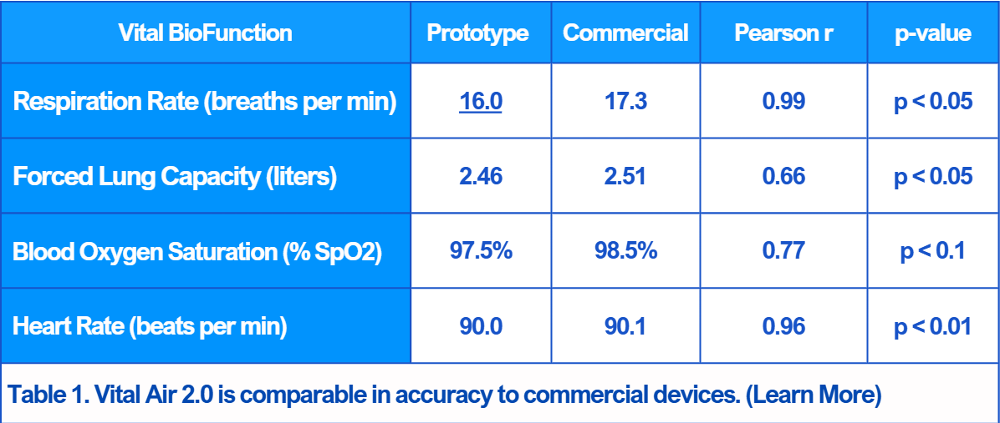 Vital BioFunction Prototype Commercial Pearson r p-value
Respiration Rate (breaths per min) 16.0 17.3 0.99 p < 0.05
Forced Lung Capacity (liters) 2.46 2.51 0.66 p < 0.05
Blood Oxygen Saturation (% SpO2) 97.5% 98.5% 0.77 p < 0.1
Heart Rate (beats per min) 90.0 90.1 0.96 p < 0.01
Table 1. Vital Air 2.0 is comparable in accuracy to commercial devices. (Learn More)